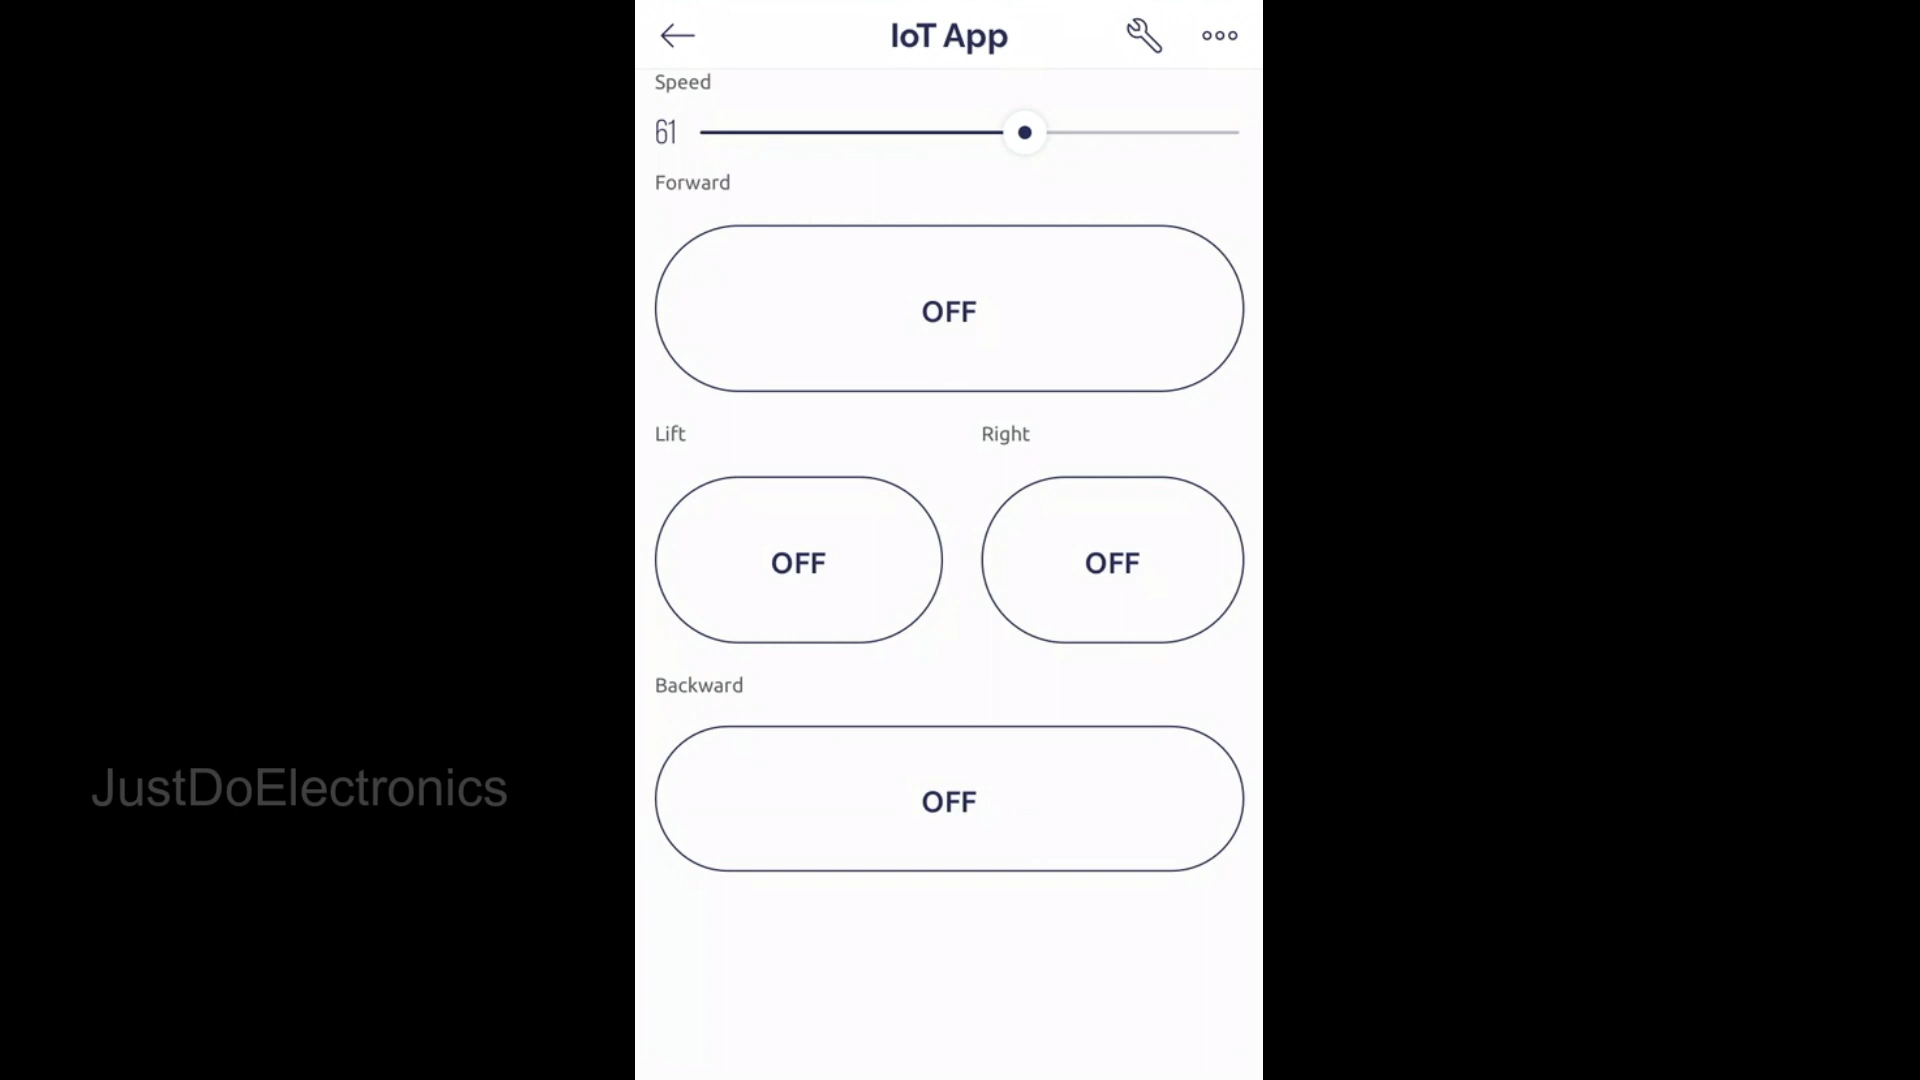 IoT App
Speed
61
Forward
OFF
Lift
Right
OFF
OFF
Backward
OFF
JustDoElectronics